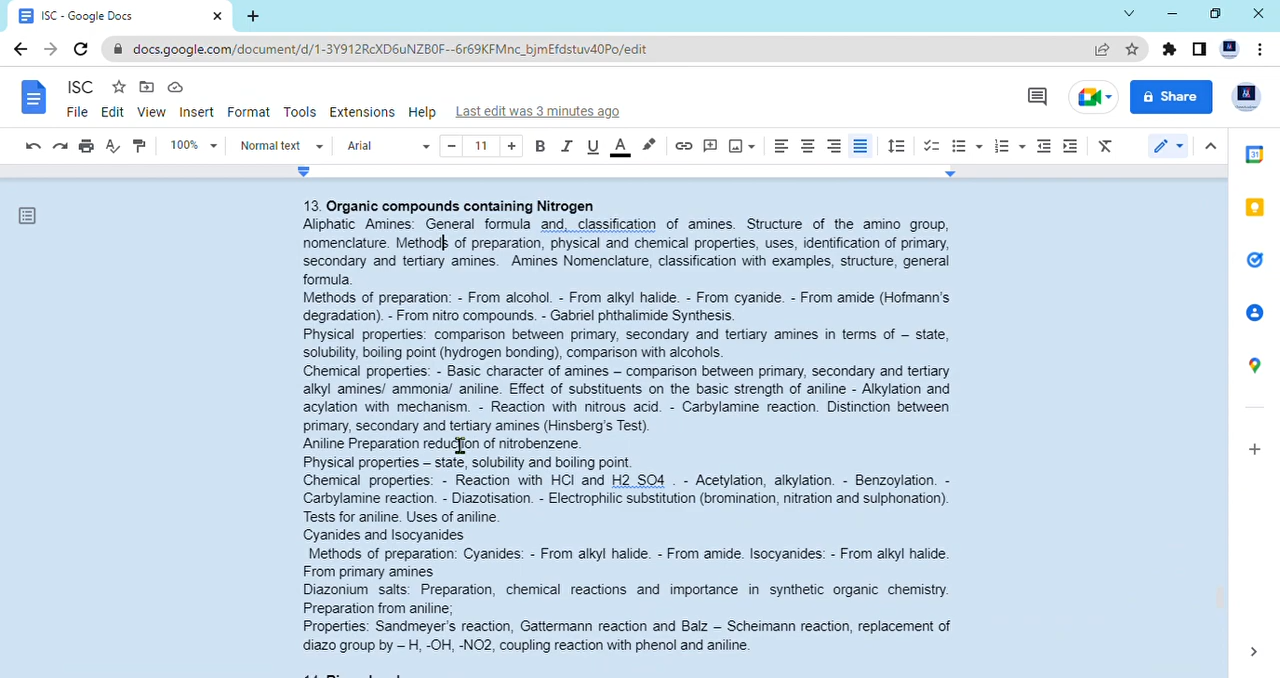 ISC - Google Docs
docs.google.com/document/d/1-3Y912RcXD6uNZB0F--6r69KFMnc_bjmEfdstuv40Po/edit
ISC
File Edit View Insert Format Tools Extensions Help Last edit was 3 minutes ago
Share
100% Normal text Arial 11
13. Organic compounds containing Nitrogen
Aliphatic Amines: General formula and, classification of amines. Structure of the amino group,
nomenclature. Methods of preparation, physical and chemical properties, uses, identification of primary,
secondary and tertiary amines. Amines Nomenclature, classification with examples, structure, general
formula.
Methods of preparation: - From alcohol. - From alkyl halide. - From cyanide. - From amide (Hofmann's
degradation). - From nitro compounds. - Gabriel phthalimide Synthesis.
Physical properties: comparison between primary, secondary and tertiary amines in terms of – state,
solubility, boiling point (hydrogen bonding), comparison with alcohols.
Chemical properties: - Basic character of amines – comparison between primary, secondary and tertiary
alkyl amines/ ammonia/ aniline. Effect of substituents on the basic strength of aniline - Alkylation and
acylation with mechanism. - Reaction with nitrous acid. - Carbylamine reaction. Distinction between
primary, secondary and tertiary amines (Hinsberg's Test).
Aniline Preparation reduction of nitrobenzene.
Physical properties – state, solubility and boiling point.
Chemical properties: - Reaction with HCl and H2 SO4 . - Acetylation, alkylation. - Benzoylation. -
Carbylamine reaction. - Diazotisation. - Electrophilic substitution (bromination, nitration and sulphonation).
Tests for aniline. Uses of aniline.
Cyanides and Isocyanides
Methods of preparation: Cyanides: - From alkyl halide. - From amide. Isocyanides: - From alkyl halide.
From primary amines
Diazonium salts: Preparation, chemical reactions and importance in synthetic organic chemistry.
Preparation from aniline;
Properties: Sandmeyer's reaction, Gattermann reaction and Balz – Scheimann reaction, replacement of
diazo group by – H, -OH, -NO2, coupling reaction with phenol and aniline.